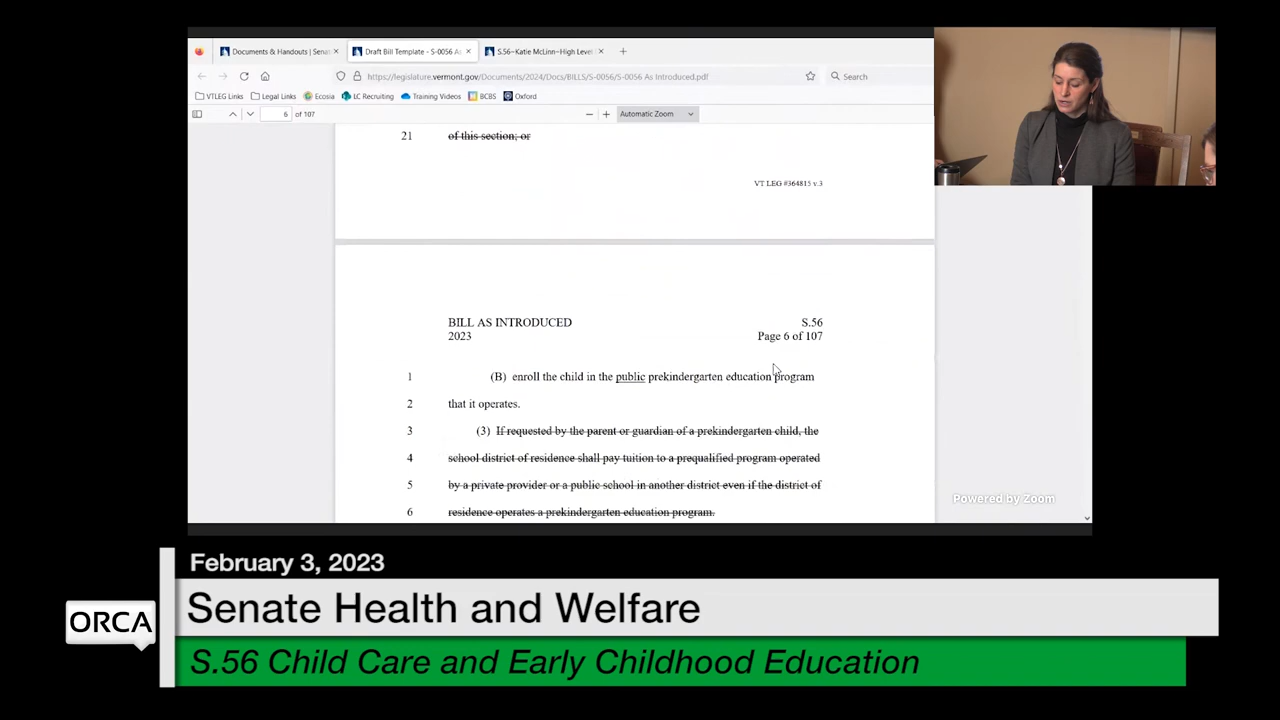 Documents & Handouts | Sena
Draft Bill Template - S-0056 As
S.56~Katie McLinn~High Level
https://legislature.vermont.gov/Documents/2024/Docs/BILLS/S-0056/S-0056 As Introduced.pdf
Search
VTLEG Links
Legal Links
Ecosia
LC Recruiting
Training Videos
BCBS
Oxford
6 of 107
Automatic Zoom
21 of this section; or
VT LEG #364815 v.3
BILL AS INTRODUCED S.56
2023 Page 6 of 107
1 (B) enroll the child in the public prekindergarten education program
2 that it operates.
3 (3) If requested by the parent or guardian of a prekindergarten child, the
4 school district of residence shall pay tuition to a prequalified program operated
5 by a private provider or a public school in another district even if the district of
6 residence operates a prekindergarten education program.
Powered by Zoom
February 3, 2023
ORCA
Senate Health and Welfare
S.56 Child Care and Early Childhood Education